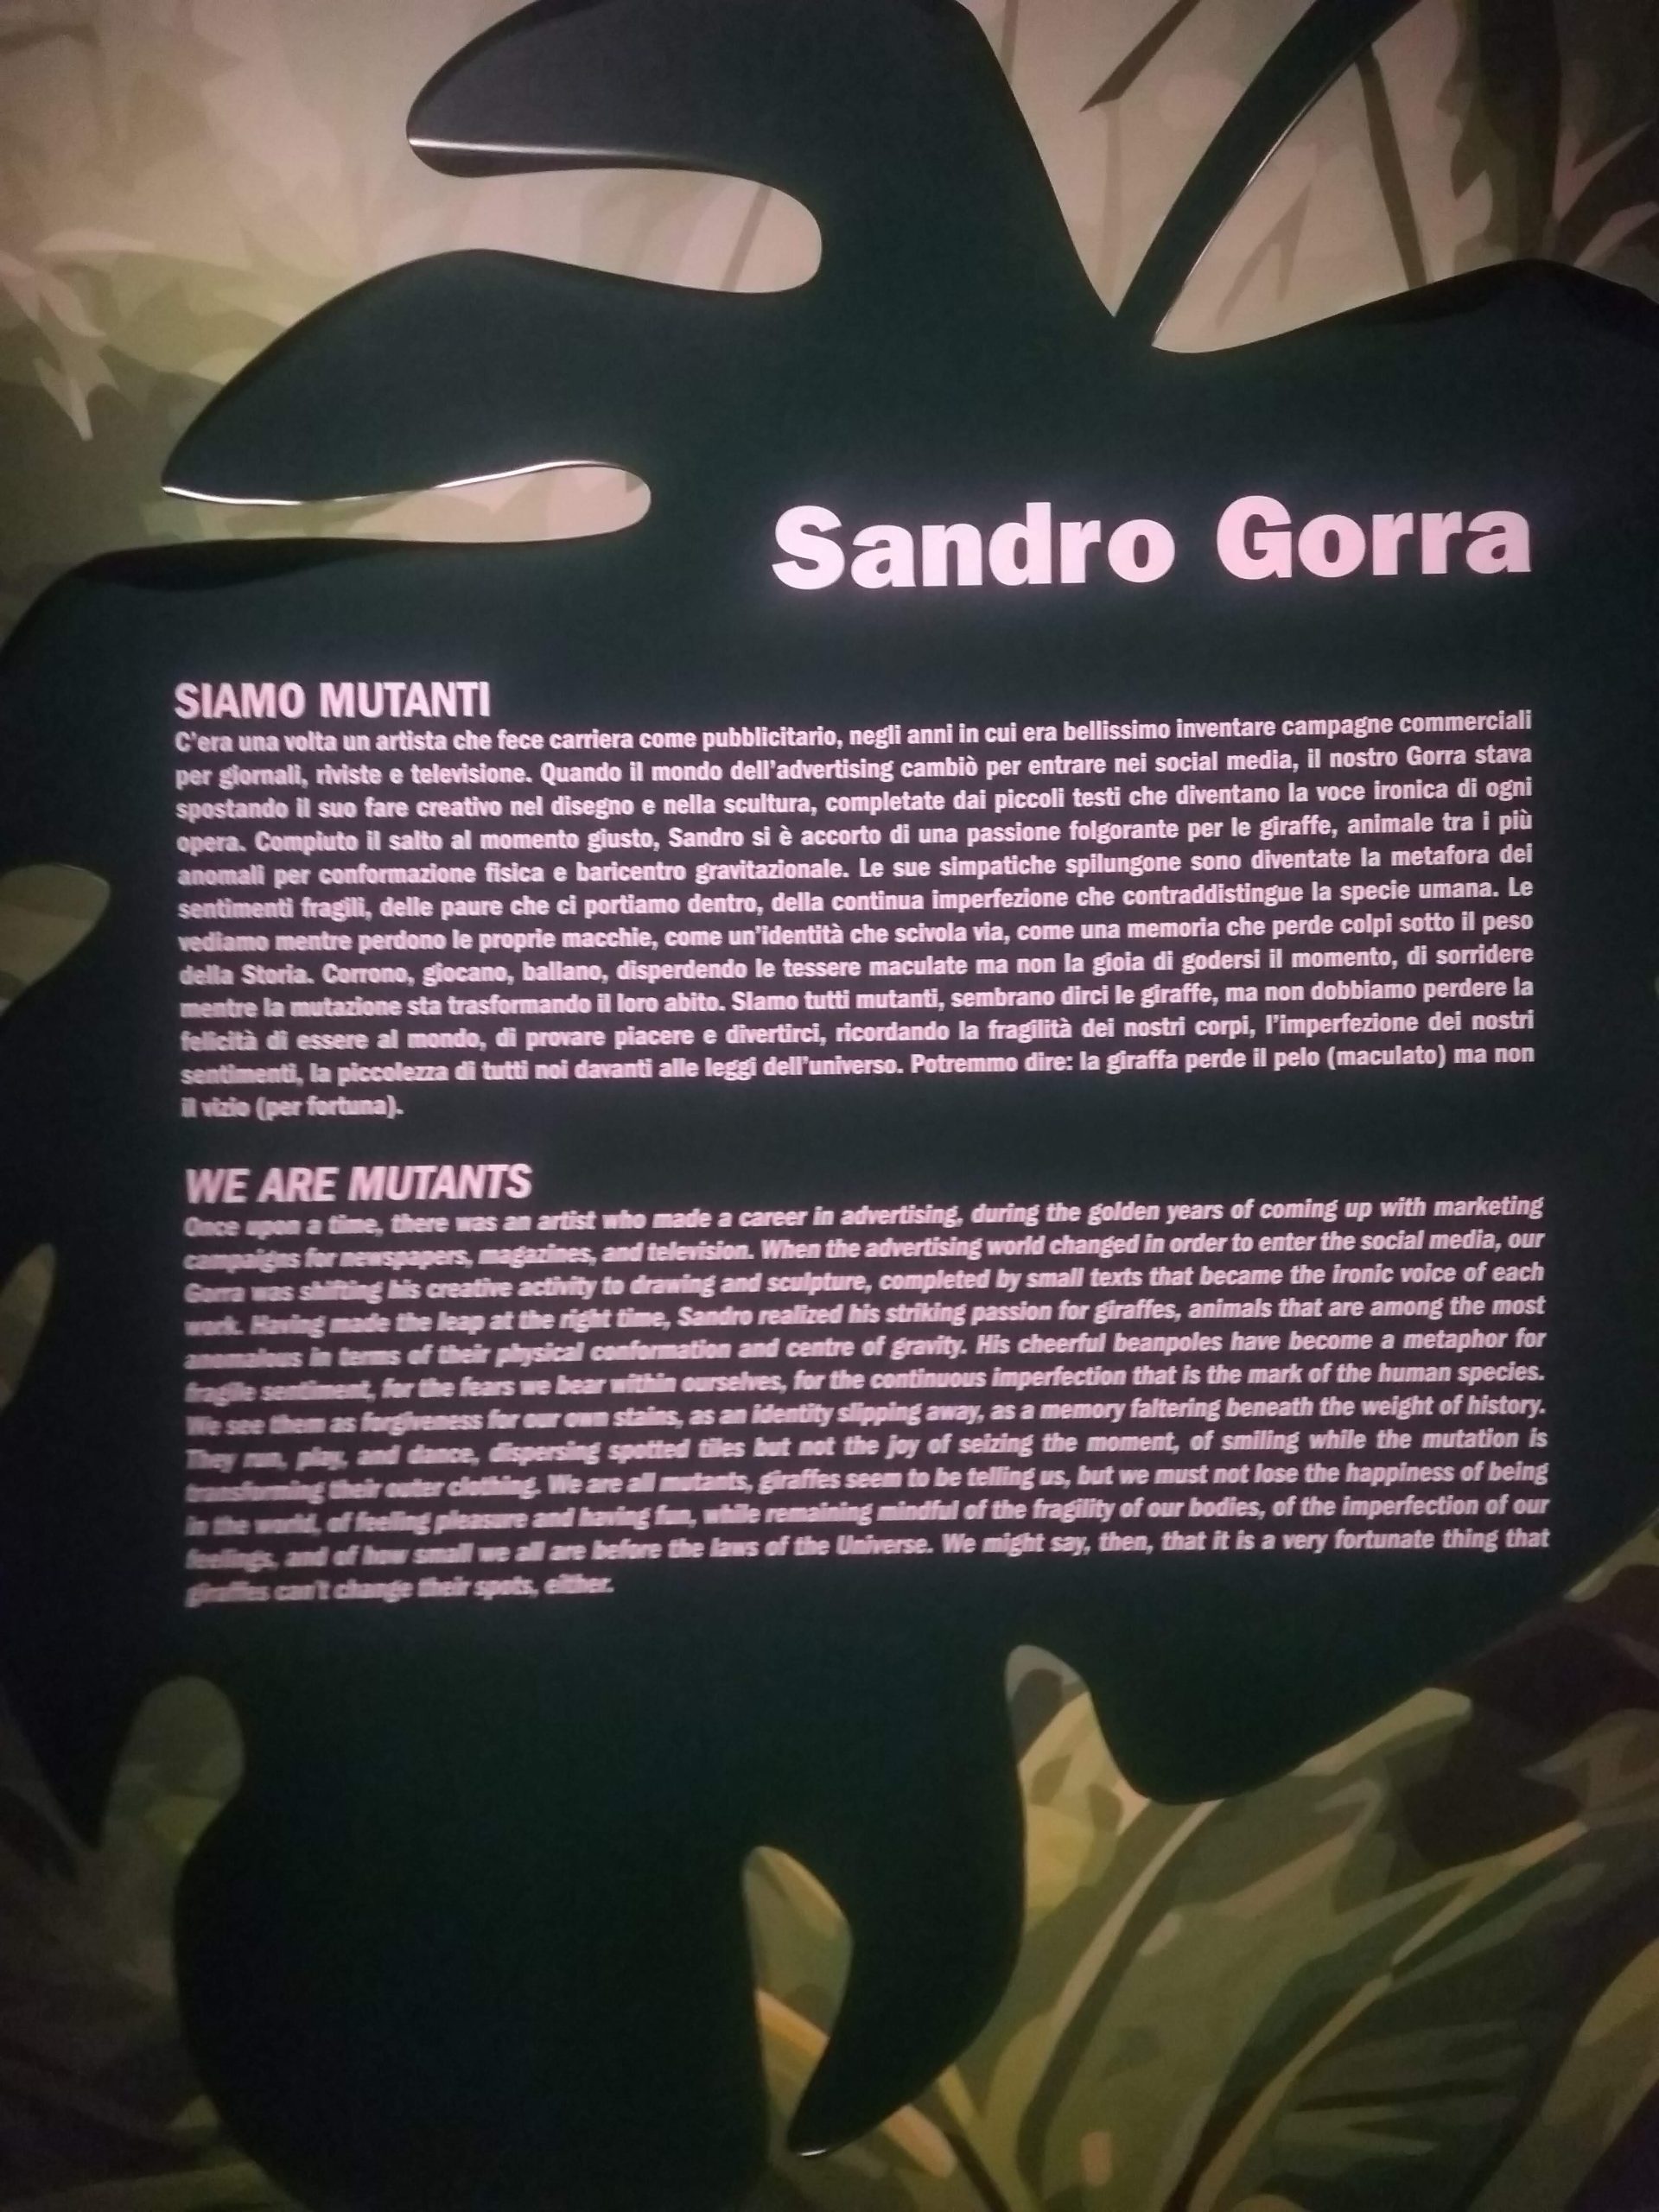 Sandro Gorra
SIAMO MUTANTI
C'era una volta un artista che fece carriera come pubblicitario, negli anni in cui era bellissimo inventare campagne commerciali
per giornali, riviste e televisione. Quando il mondo dell'advertising cambiò per entrare nei social media, il nostro Gorra stava
spostando il suo fare creativo nel disegno e nella scultura, completate dai piccoli testi che diventano la voce ironica di ogni
opera. Compiuto il salto al momento giusto, Sandro si è accorto di una passione folgorante per le giraffe, animale tra i più
anomali per conformazione fisica e baricentro gravitazionale. Le sue simpatiche spilungone sono diventate la metafora dei
sentimenti fragili, delle paure che ci portiamo dentro, della continua imperfezione che contraddistingue la specie umana. Le
vediamo mentre perdono le proprie macchie, come un'identità che scivola via, come una memoria che perde colpi sotto il peso
della Storia. Corrono, giocano, ballano, disperdendo le tessere maculate ma non la gioia di godersi il momento, di sorridere
mentre la mutazione sta trasformando il loro abito. Siamo tutti mutanti, sembrano dirci le giraffe, ma non dobbiamo perdere la
felicità di essere al mondo, di provare piacere e divertirci, ricordando la fragilità dei nostri corpi, l'imperfezione dei nostri
sentimenti, la piccolezza di tutti noi davanti alle leggi dell'universo. Potremmo dire: la giraffa perde il pelo (maculato) ma non
il vizio (per fortuna).
WE ARE MUTANTS
Once upon a time, there was an artist who made a career in advertising, during the golden years of coming up with marketing
campaigns for newspapers, magazines, and television. When the advertising world changed in order to enter the social media, our
Gorra was shifting his creative activity to drawing and sculpture, completed by small texts that became the ironic voice of each
work. Having made the leap at the right time, Sandro realized his striking passion for giraffes, animals that are among the most
anomalous in terms of their physical conformation and centre of gravity. His cheerful beanpoles have become a metaphor for
fragile sentiment, for the fears we bear within ourselves, for the continuous imperfection that is the mark of the human species.
We see them as forgiveness for our own stains, as an identity slipping away, as a memory faltering beneath the weight of history.
They run, play, and dance, dispersing spotted tiles but not the joy of seizing the moment, of smiling while the mutation is
transforming their outer clothing. We are all mutants, giraffes seem to be telling us, but we must not lose the happiness of being
in the world, of feeling pleasure and having fun, while remaining mindful of the fragility of our bodies, of the imperfection of our
feelings, and of how small we all are before the laws of the Universe. We might say, then, that it is a very fortunate thing that
giraffes can't change their spots, either.